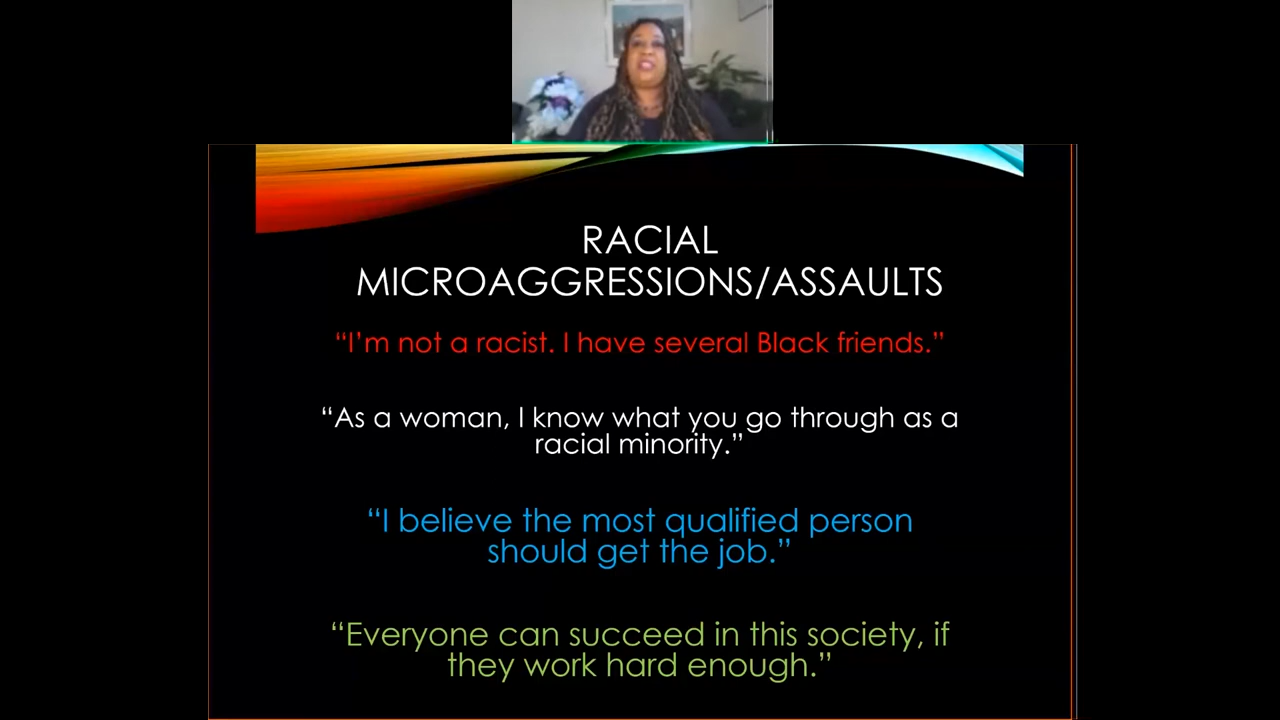 RACIAL
MICROAGGRESSIONS/ASSAULTS
“I’m not a racist. I have several Black friends.”
“As a woman, I know what you go through as a
racial minority.”
“I believe the most qualified person
should get the job.”
“Everyone can succeed in this society, if
they work hard enough.”